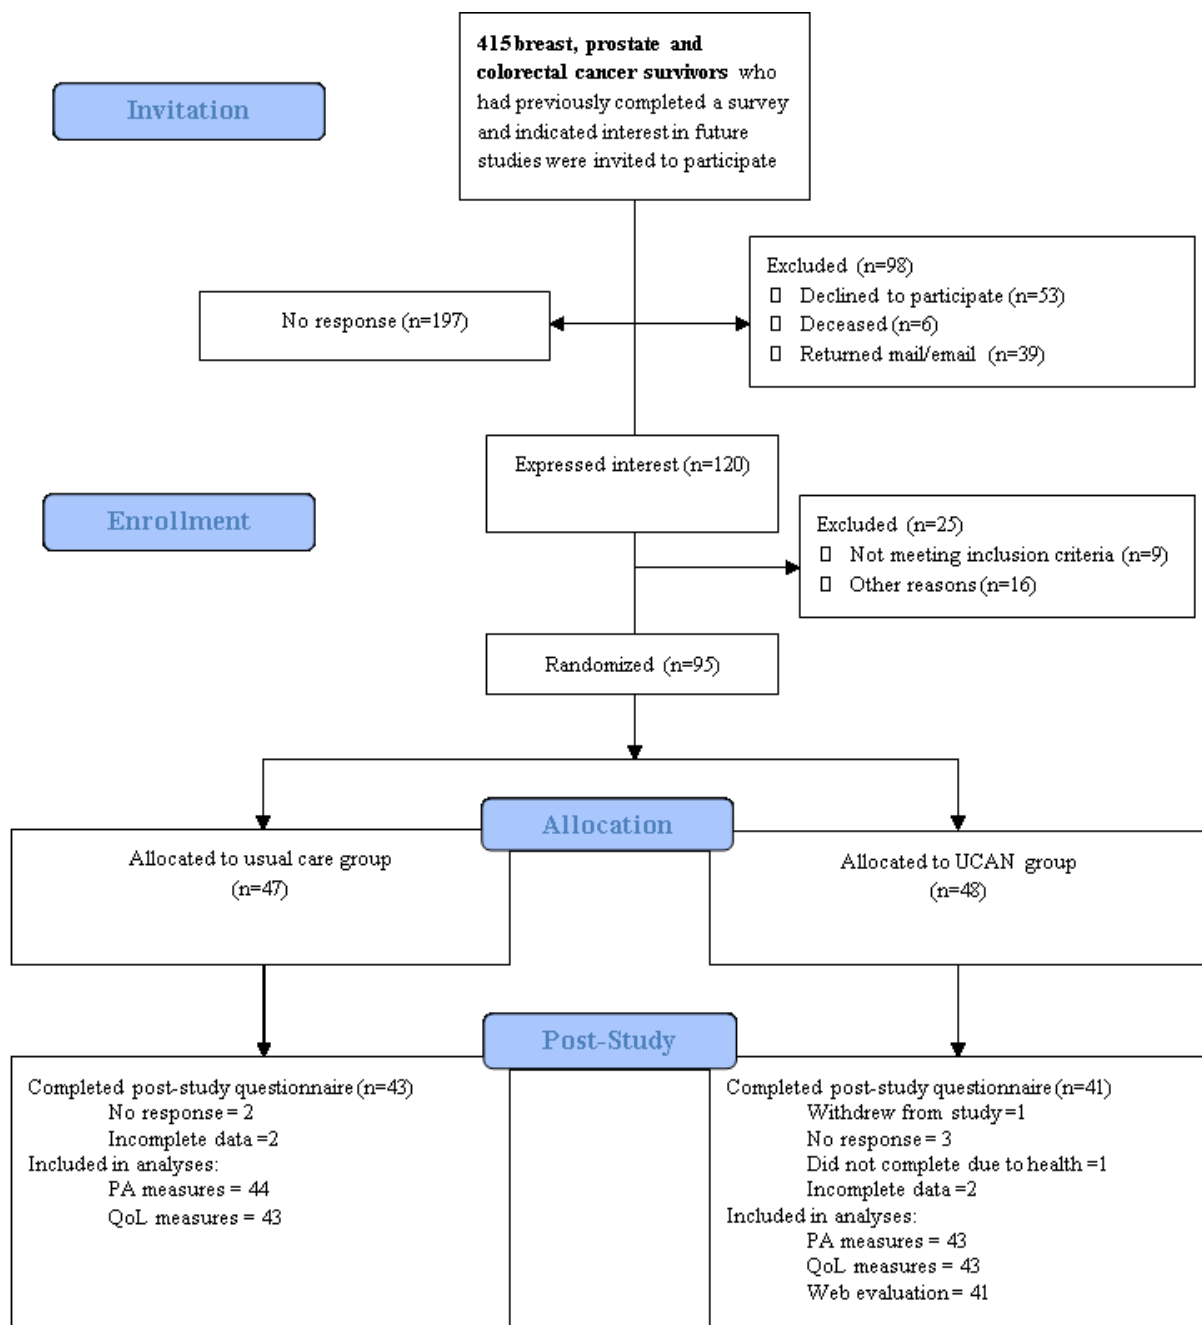 415 breast, prostate and
colorectal cancer survivors who
had previously completed a survey
and indicated interest in future
studies were invited to participate
Invitation
Excluded (n=98)
Declined to participate (n=53)
Deceased (n=6)
Returned mail/email (n=39)
No response (n=197)
Expressed interest (n=120)
Enrollment
Excluded (n=25)
Not meeting inclusion criteria (n=9)
Other reasons (n=16)
Randomized (n=95)
Allocation
Allocated to usual care group
(n=47)
Allocated to UCAN group
(n=48)
Post-Study
Completed post-study questionnaire (n=43)
No response = 2
Incomplete data =2
Included in analyses:
PA measures = 44
QoL measures = 43
Completed post-study questionnaire (n=41)
Withdrew from study =1
No response = 3
Did not complete due to health =1
Incomplete data =2
Included in analyses:
PA measures = 43
QoL measures = 43
Web evaluation = 41